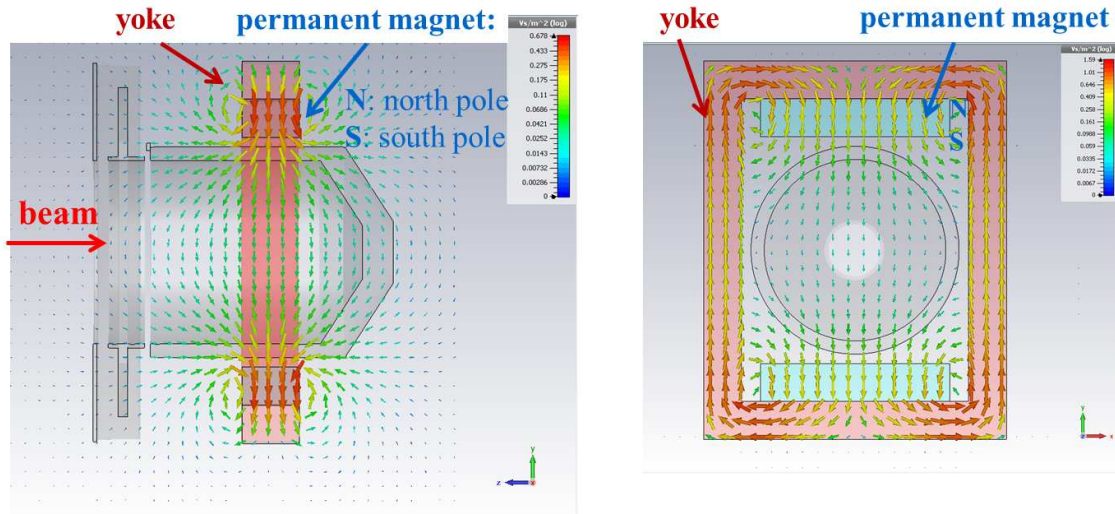 yoke
permanent magnet:
Vs/m^2 (log)
0.678
0.433
0.275
0.175
0.11
0.0686
0.0421
0.0252
0.0143
0.00732
0.00286
0
N: north pole
S: south pole
beam
y
z
yoke
permanent magnet
Vs/m^2 (log)
1.59
1.01
0.646
0.409
0.258
0.161
0.0988
0.059
0.0335
0.0172
0.0067
0
N
S
y
x